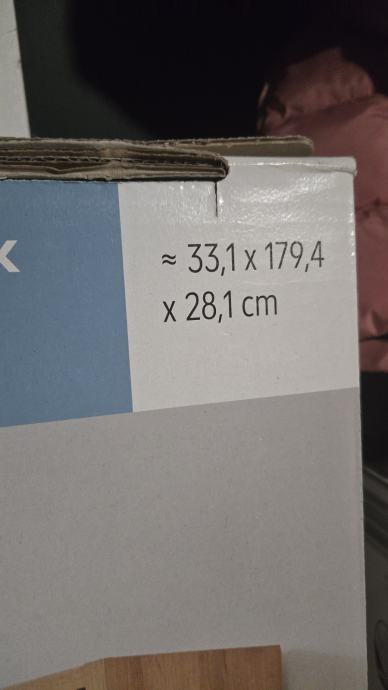 ≈ 33,1 x 179,4
x 28,1 cm